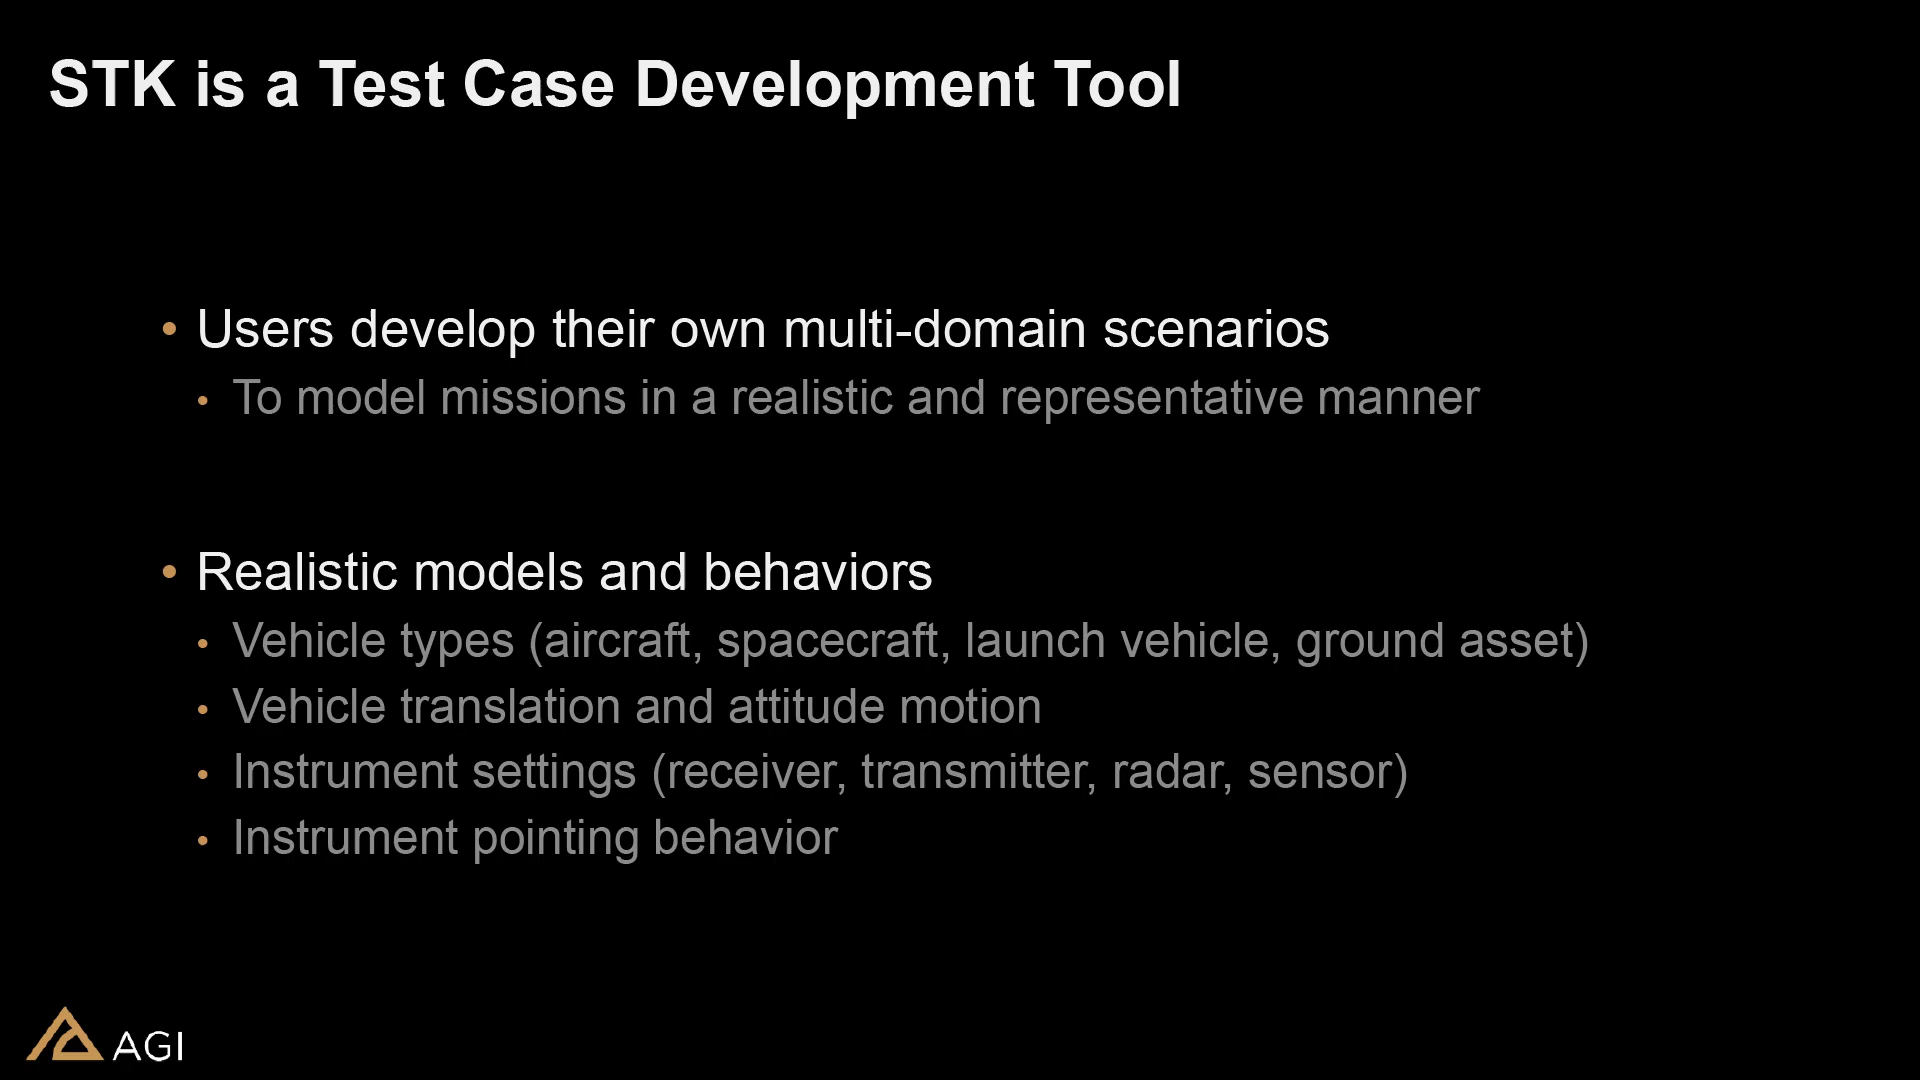 STK is a Test Case Development Tool
• Users develop their own multi-domain scenarios
• To model missions in a realistic and representative manner
• Realistic models and behaviors
• Vehicle types (aircraft, spacecraft, launch vehicle, ground asset)
• Vehicle translation and attitude motion
• Instrument settings (receiver, transmitter, radar, sensor)
• Instrument pointing behavior
AGI